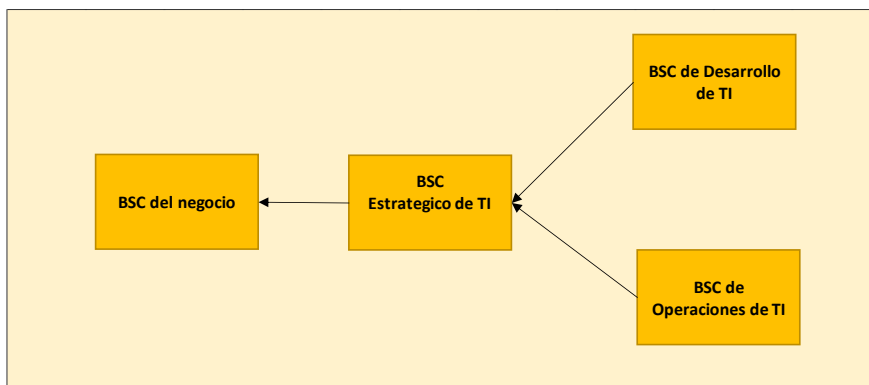 BSC de Desarrollo
de TI
BSC del negocio
BSC
Estrategico de TI
BSC de
Operaciones de TI